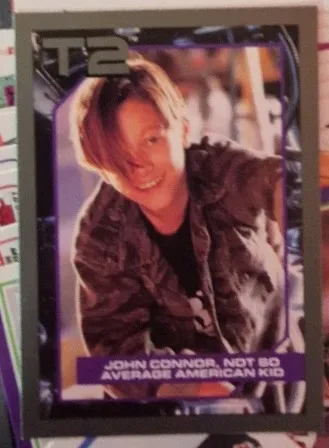 T2
JOHN CONNOR, NOT SO
AVERAGE AMERICAN KID